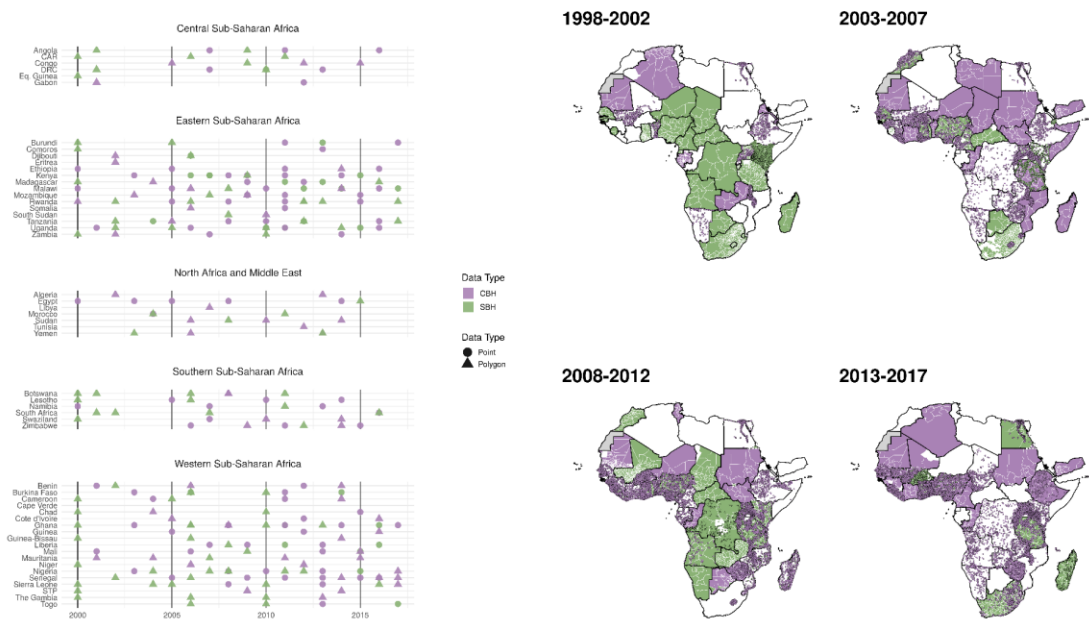 Central Sub-Saharan Africa
Angola
CAR
Congo
DRC
Eq. Guinea
Gabon
Eastern Sub-Saharan Africa
Burundi
Comoros
Djibouti
Eritrea
Ethiopia
Kenya
Madagascar
Malawi
Mozambique
Rwanda
Somalia
South Sudan
Tanzania
Uganda
Zambia
North Africa and Middle East
Algeria
Egypt
Libya
Morocco
Sudan
Tunisia
Yemen
Southern Sub-Saharan Africa
Botswana
Lesotho
Namibia
South Africa
Swaziland
Zimbabwe
Western Sub-Saharan Africa
Benin
Burkina Faso
Cameroon
Cape Verde
Chad
Cote d'Ivoire
Ghana
Guinea
Guinea-Bissau
Liberia
Mali
Mauritania
Niger
Nigeria
Senegal
Sierra Leone
STP
The Gambia
Togo
2000 2005 2010 2015
Data Type
CBH
SBH
Data Type
Point
Polygon
1998-2002
2003-2007
2008-2012
2013-2017